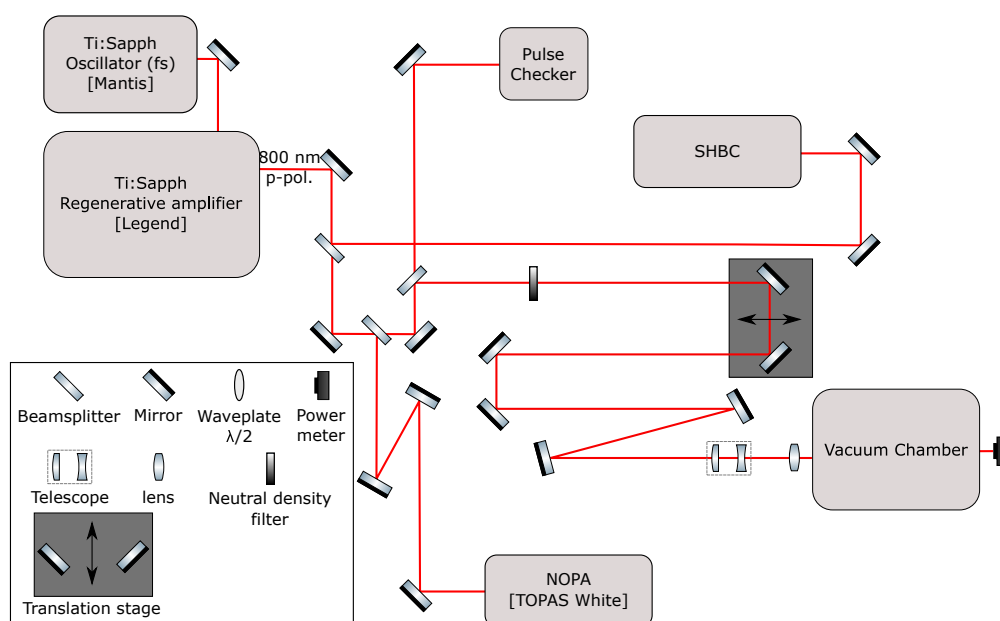 Ti:Sapph
Oscillator (fs)
[Mantis]
Pulse
Checker
SHBC
800 nm
p-pol.
Ti:Sapph
Regenerative amplifier
[Legend]
Beamsplitter
Mirror
Waveplate
λ/2
Power
meter
Telescope
lens
Neutral density
filter
Translation stage
Vacuum Chamber
NOPA
[TOPAS White]